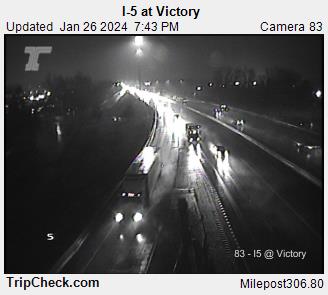 I-5 at Victory
Updated Jan 26 2024 7:43 PM Camera 83
T
S
83 - I5 @ Victory
TripCheck.com Milepost306.80